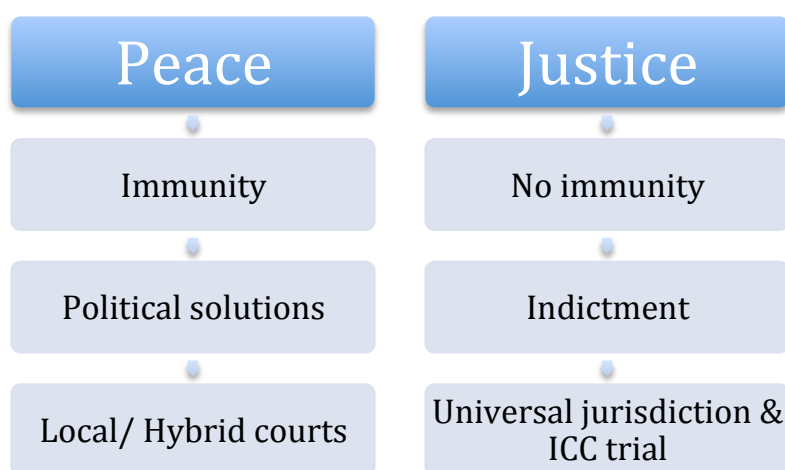 Peace
Immunity
Political solutions
Local/ Hybrid courts
Justice
No immunity
Indictment
Universal jurisdiction &
ICC trial